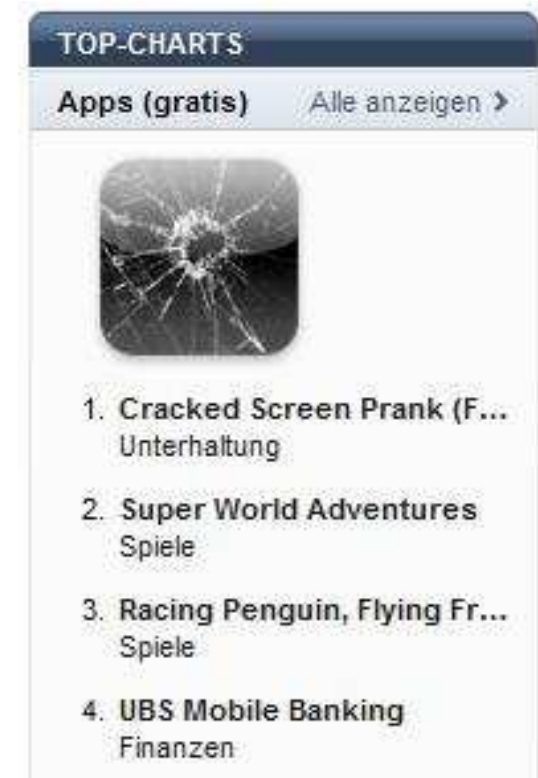 TOP-CHARTS
Apps (gratis) Alle anzeigen >
1. Cracked Screen Prank (F...
Unterhaltung
2. Super World Adventures
Spiele
3. Racing Penguin, Flying Fr...
Spiele
4. UBS Mobile Banking
Finanzen